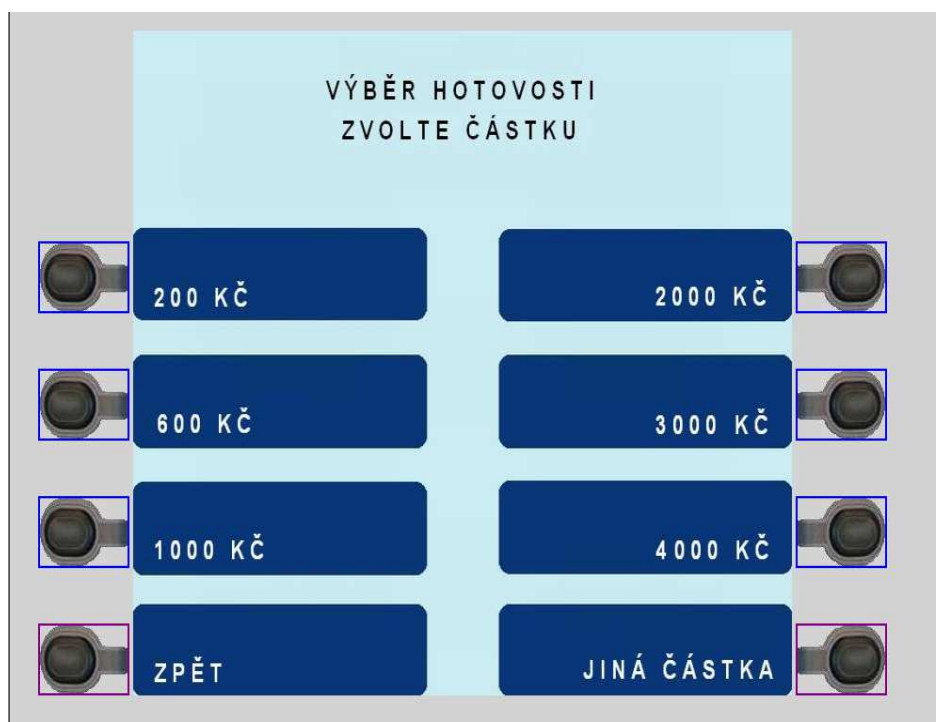 VÝBĚR HOTOVOSTI
ZVOLTE ČÁSTKU
200 KČ
2000 KČ
600 KČ
3000 KČ
1000 KČ
4000 KČ
ZPĚT
JINÁ ČÁSTKA